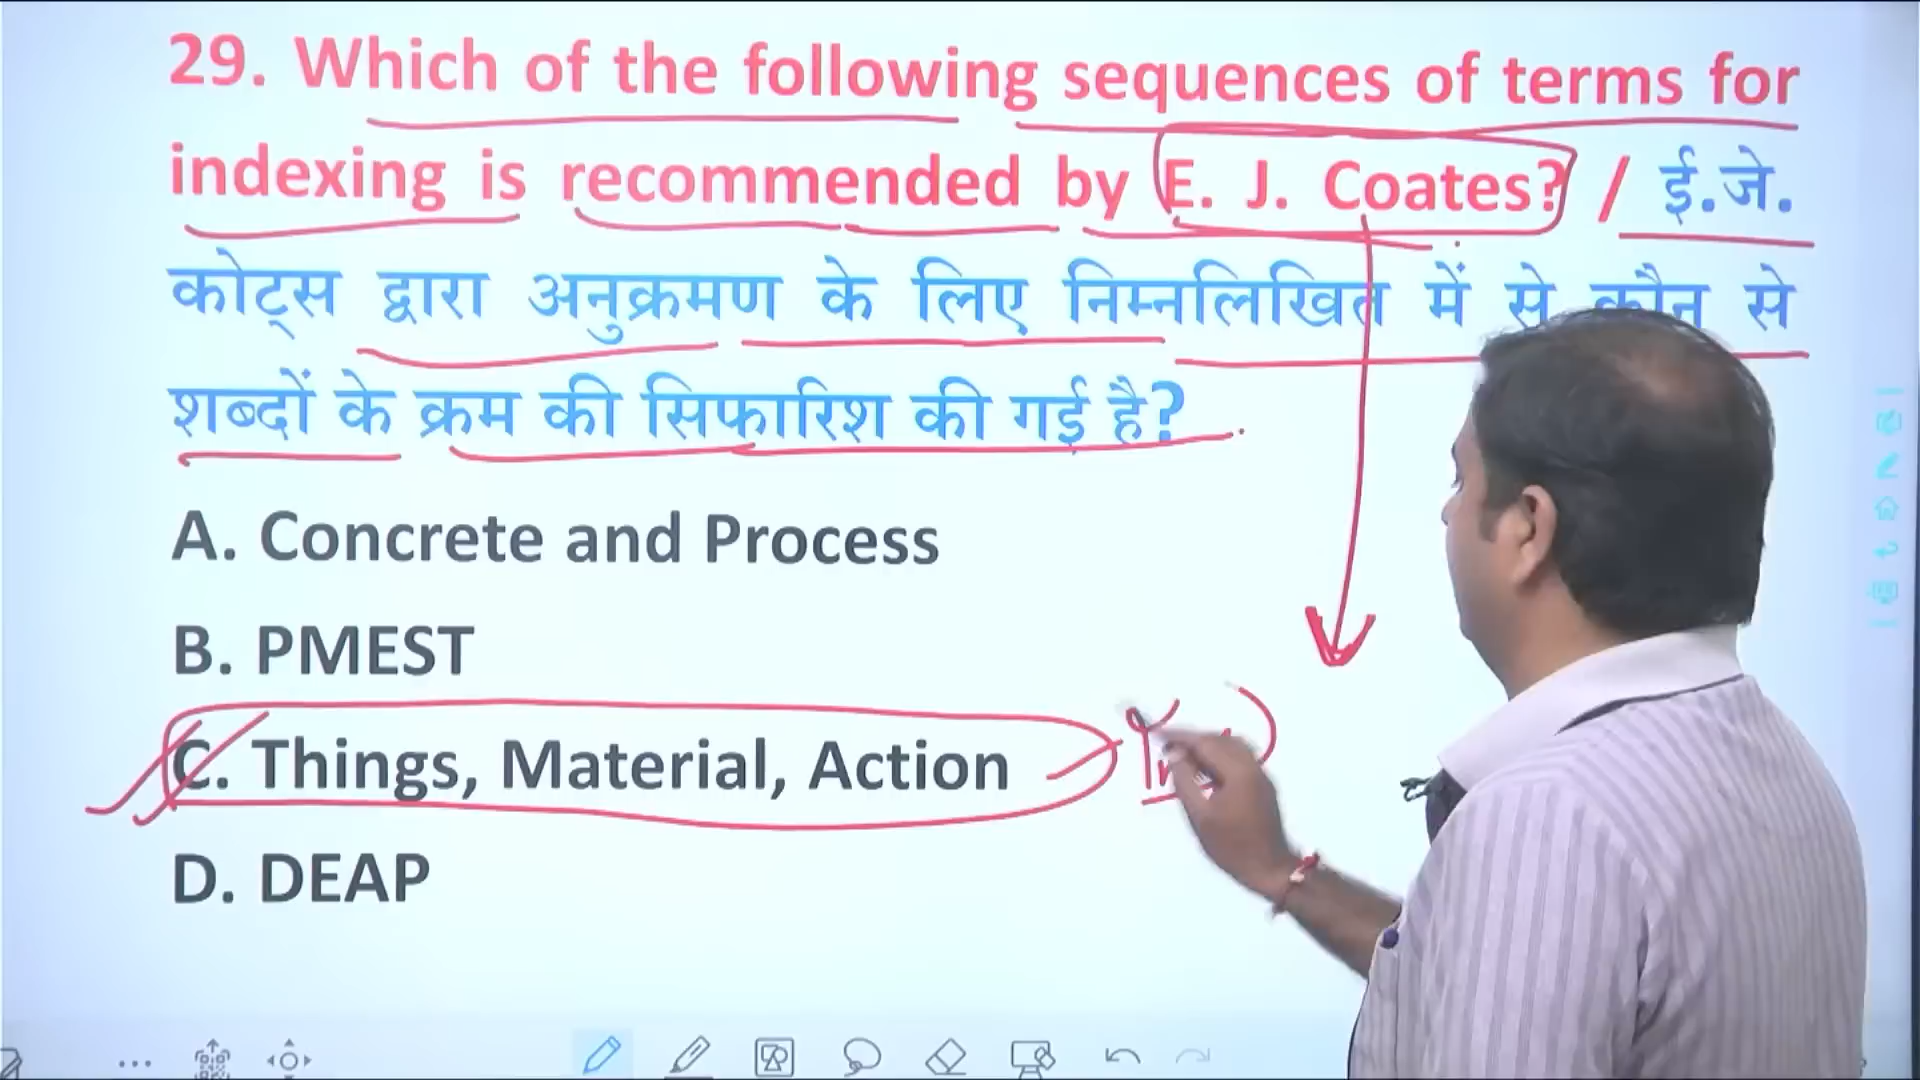 29. Which of the following sequences of terms for
indexing is recommended by E. J. Coates? / ई.जे.
कोट्स द्वारा अनुक्रमण के लिए निम्नलिखित में से कौन से
शब्दों के क्रम की सिफारिश की गई है?
A. Concrete and Process
B. PMEST
C. Things, Material, Action
D. DEAP